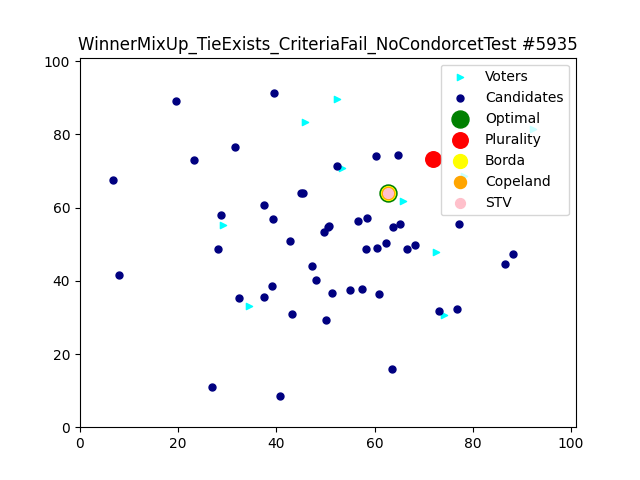 WinnerMixUp_TieExists_CriteriaFail_NoCondorcetTest #5935
100
80
60
40
20
0
0 20 40 60 80 100
Voters
Candidates
Optimal
Plurality
Borda
Copeland
STV